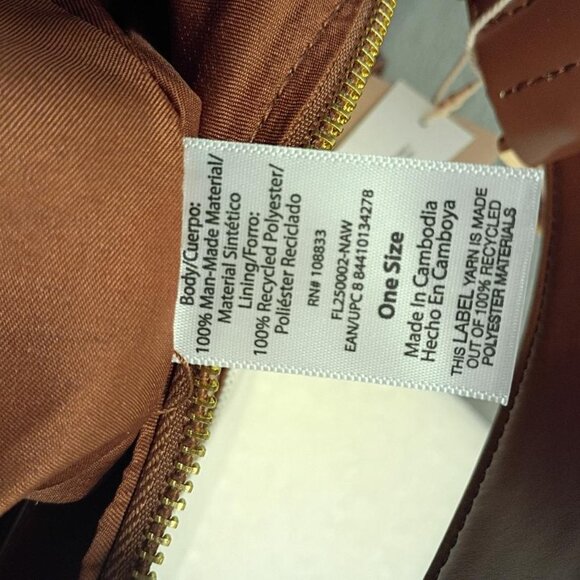 Body/Cuerpo:
100% Man-Made Material/
Material Sintético
Lining/Forro:
100% Recycled Polyester/
Poliéster Reciclado
RN# 108833
FL250002-NAW
EAN/UPC 8 84410134278
One Size
Made In Cambodia
Hecho En Camboya
THIS LABEL YARN IS MADE
OUT OF 100% RECYCLED
POLYESTER MATERIALS